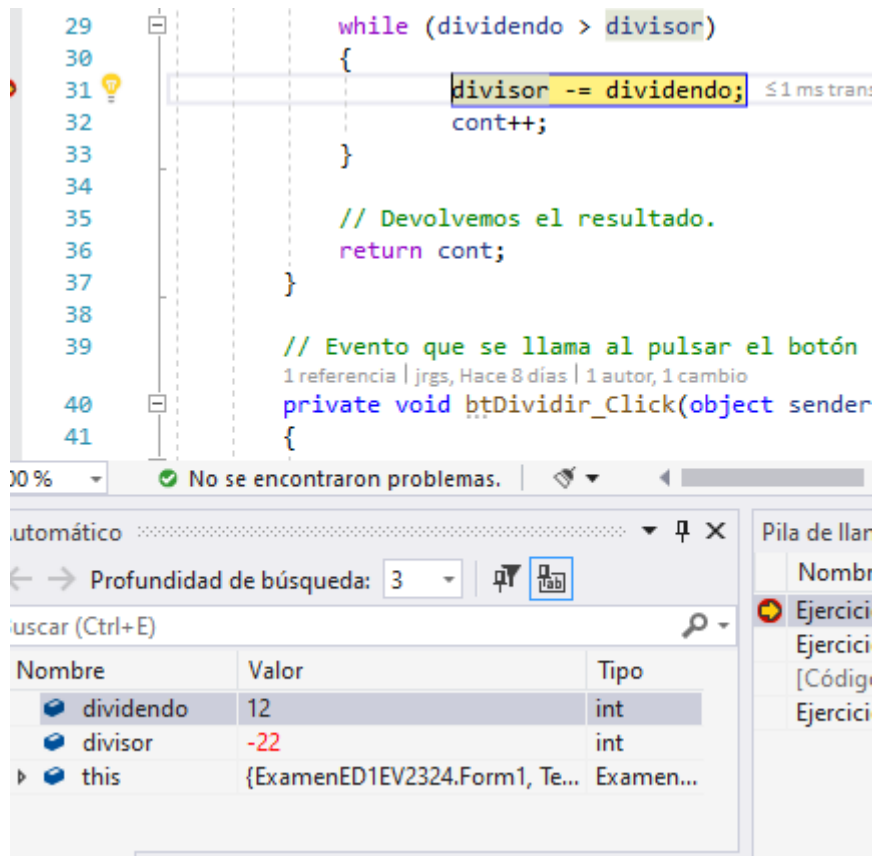 29 while (dividendo > divisor)
30 {
31 divisor -= dividendo; ≤1 ms trans
32 cont++;
33 }
34
35 // Devolvemos el resultado.
36 return cont;
37 }
38
39 // Evento que se llama al pulsar el botón
1 referencia | jrgs, Hace 8 días | 1 autor, 1 cambio
40 private void btDividir_Click(object sender
41 {
00 % No se encontraron problemas.
utomático
Profundidad de búsqueda: 3
uscar (Ctrl+E)
Nombre Valor Tipo
dividendo 12 int
divisor -22 int
this {ExamenED1EV2324.Form1, Te... Examen...
Pila de llam
Nombr
Ejercici
Ejercici
[Código
Ejercici